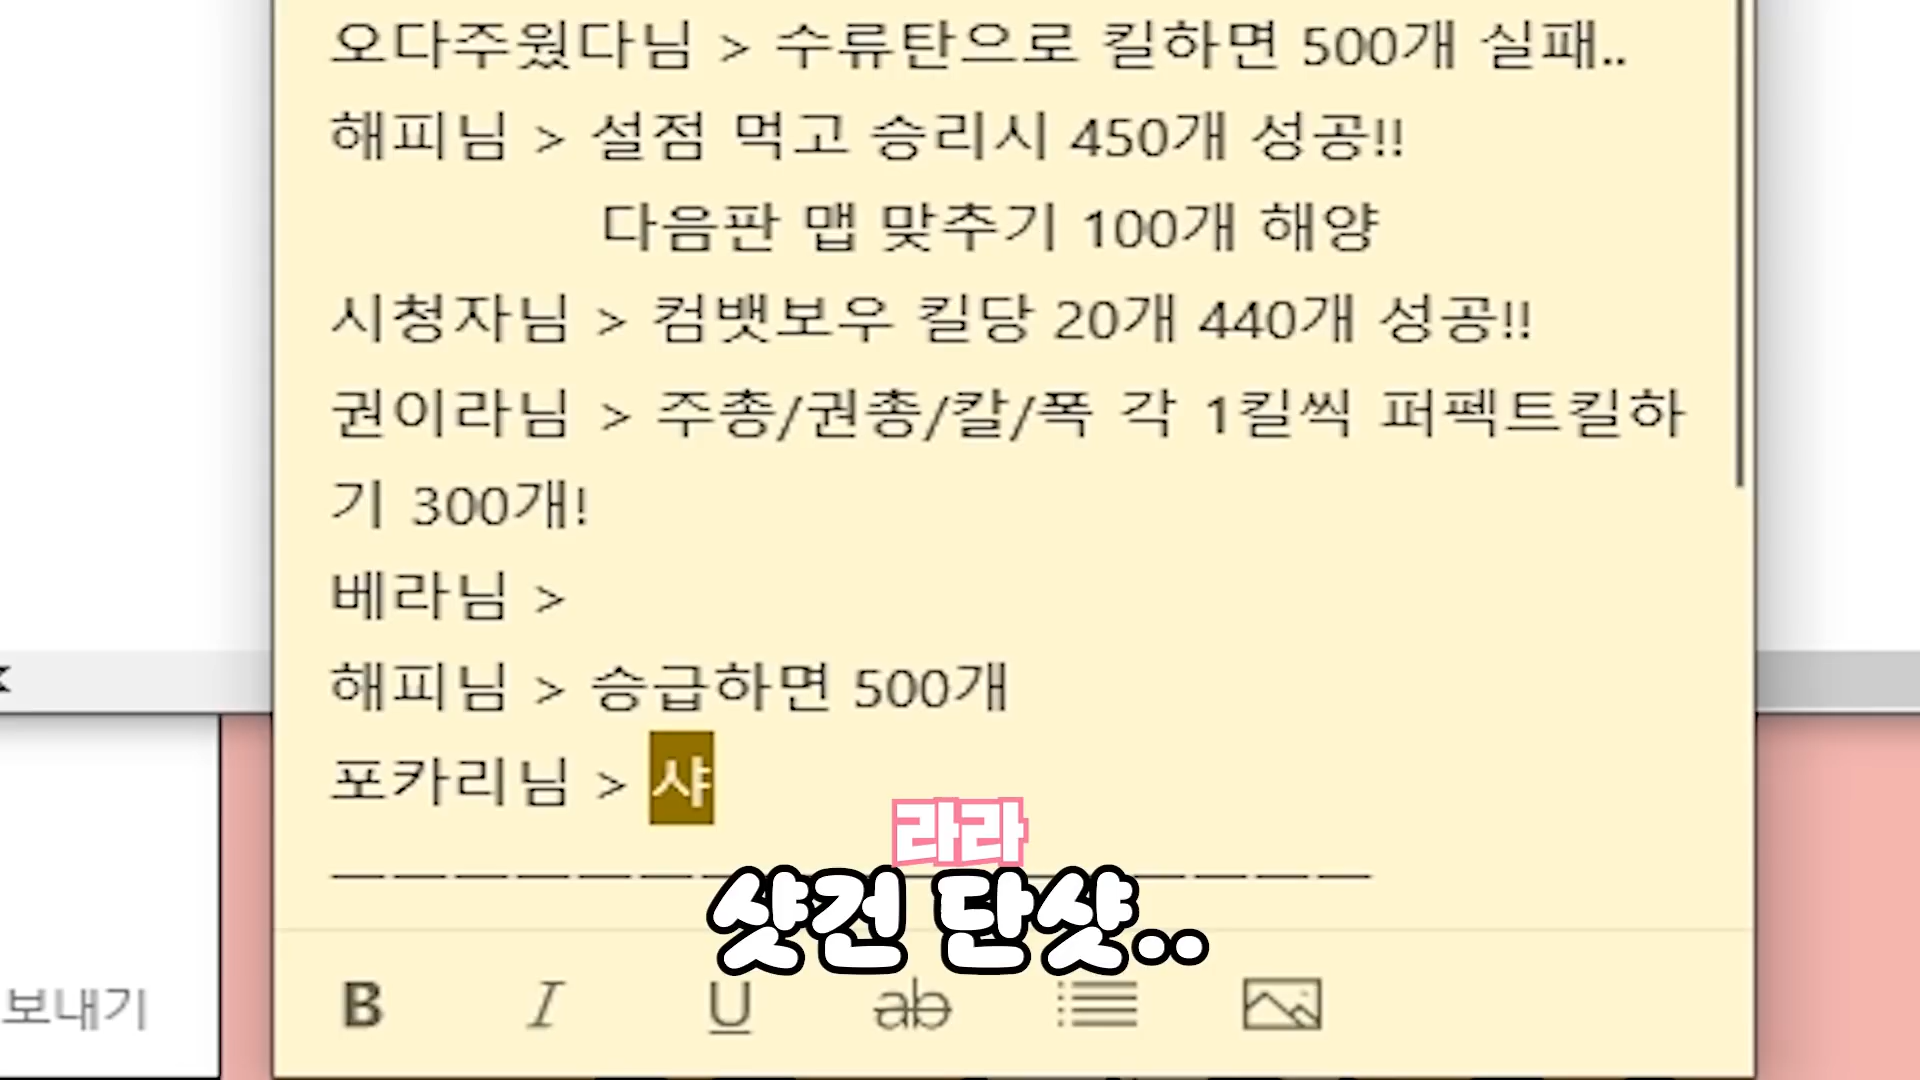 오다주웠다님 > 수류탄으로 킬하면 500개 실패..
해피님 > 설점 먹고 승리시 450개 성공!!
다음판 맵 맞추기 100개 해양
시청자님 > 컴뱃보우 킬당 20개 440개 성공!!
권이라님 > 주총/권총/칼/폭 각 1킬씩 퍼펙트킬하
기 300개!
베라님 >
해피님 > 승급하면 500개
포카리님 > 샤
라라
샷건 단샷..
B I U ab
보내기